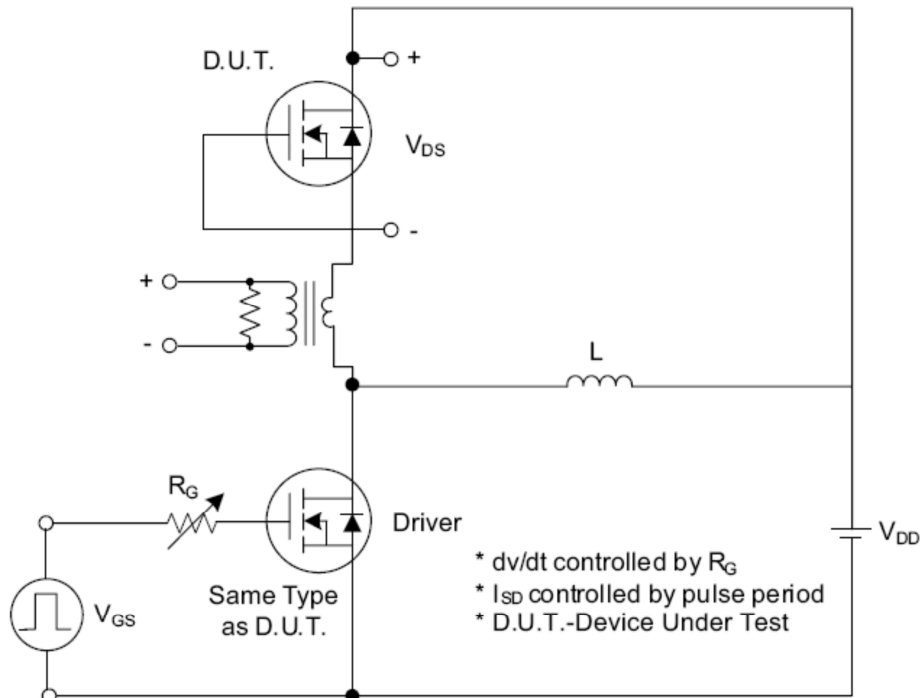 D.U.T.
+
VDS
-
+
-
L
RG
Driver
VDD
VGS
Same Type
as D.U.T.
* dv/dt controlled by RG
* ISD controlled by pulse period
* D.U.T.-Device Under Test